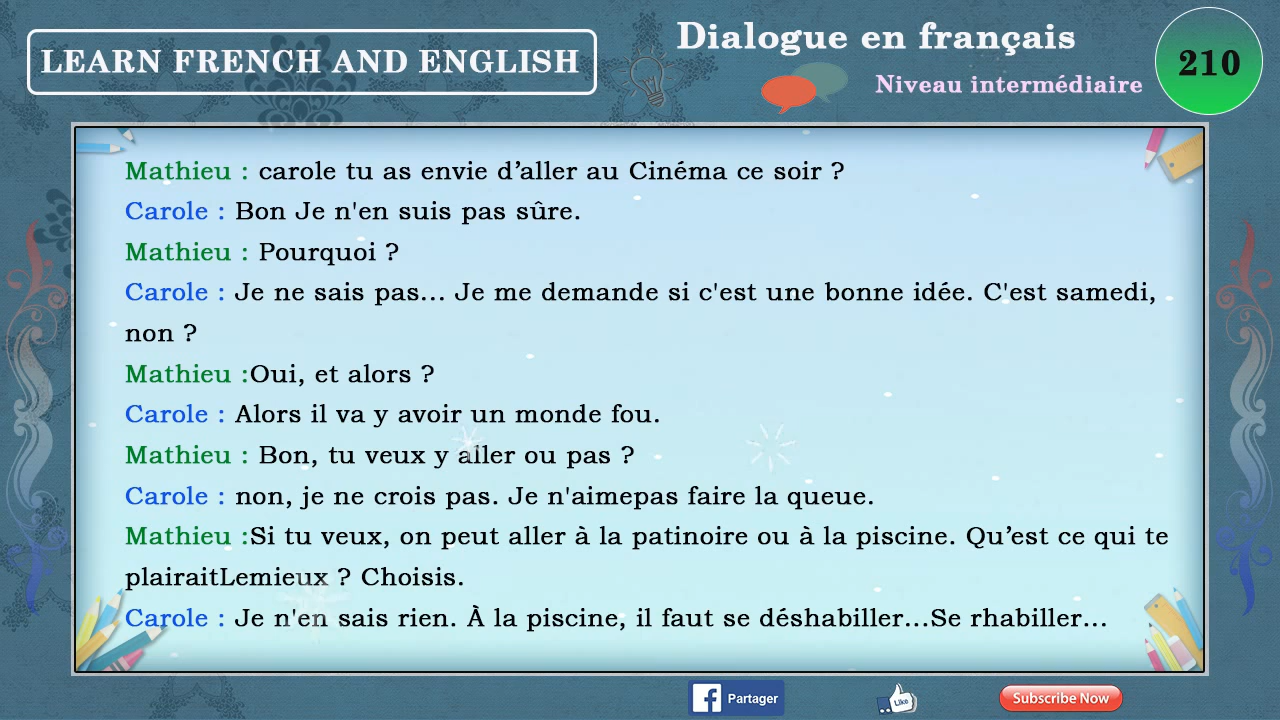 LEARN FRENCH AND ENGLISH
Dialogue en français
Niveau intermédiaire
210
Mathieu : carole tu as envie d’aller au Cinéma ce soir ?
Carole : Bon Je n'en suis pas sûre.
Mathieu : Pourquoi ?
Carole : Je ne sais pas... Je me demande si c'est une bonne idée. C'est samedi,
non ?
Mathieu :Oui, et alors ?
Carole : Alors il va y avoir un monde fou.
Mathieu : Bon, tu veux y aller ou pas ?
Carole : non, je ne crois pas. Je n'aimepas faire la queue.
Mathieu :Si tu veux, on peut aller à la patinoire ou à la piscine. Qu’est ce qui te
plairaitLemieux ? Choisis.
Carole : Je n'en sais rien. À la piscine, il faut se déshabiller...Se rhabiller...
Partager
Like
Subscribe Now